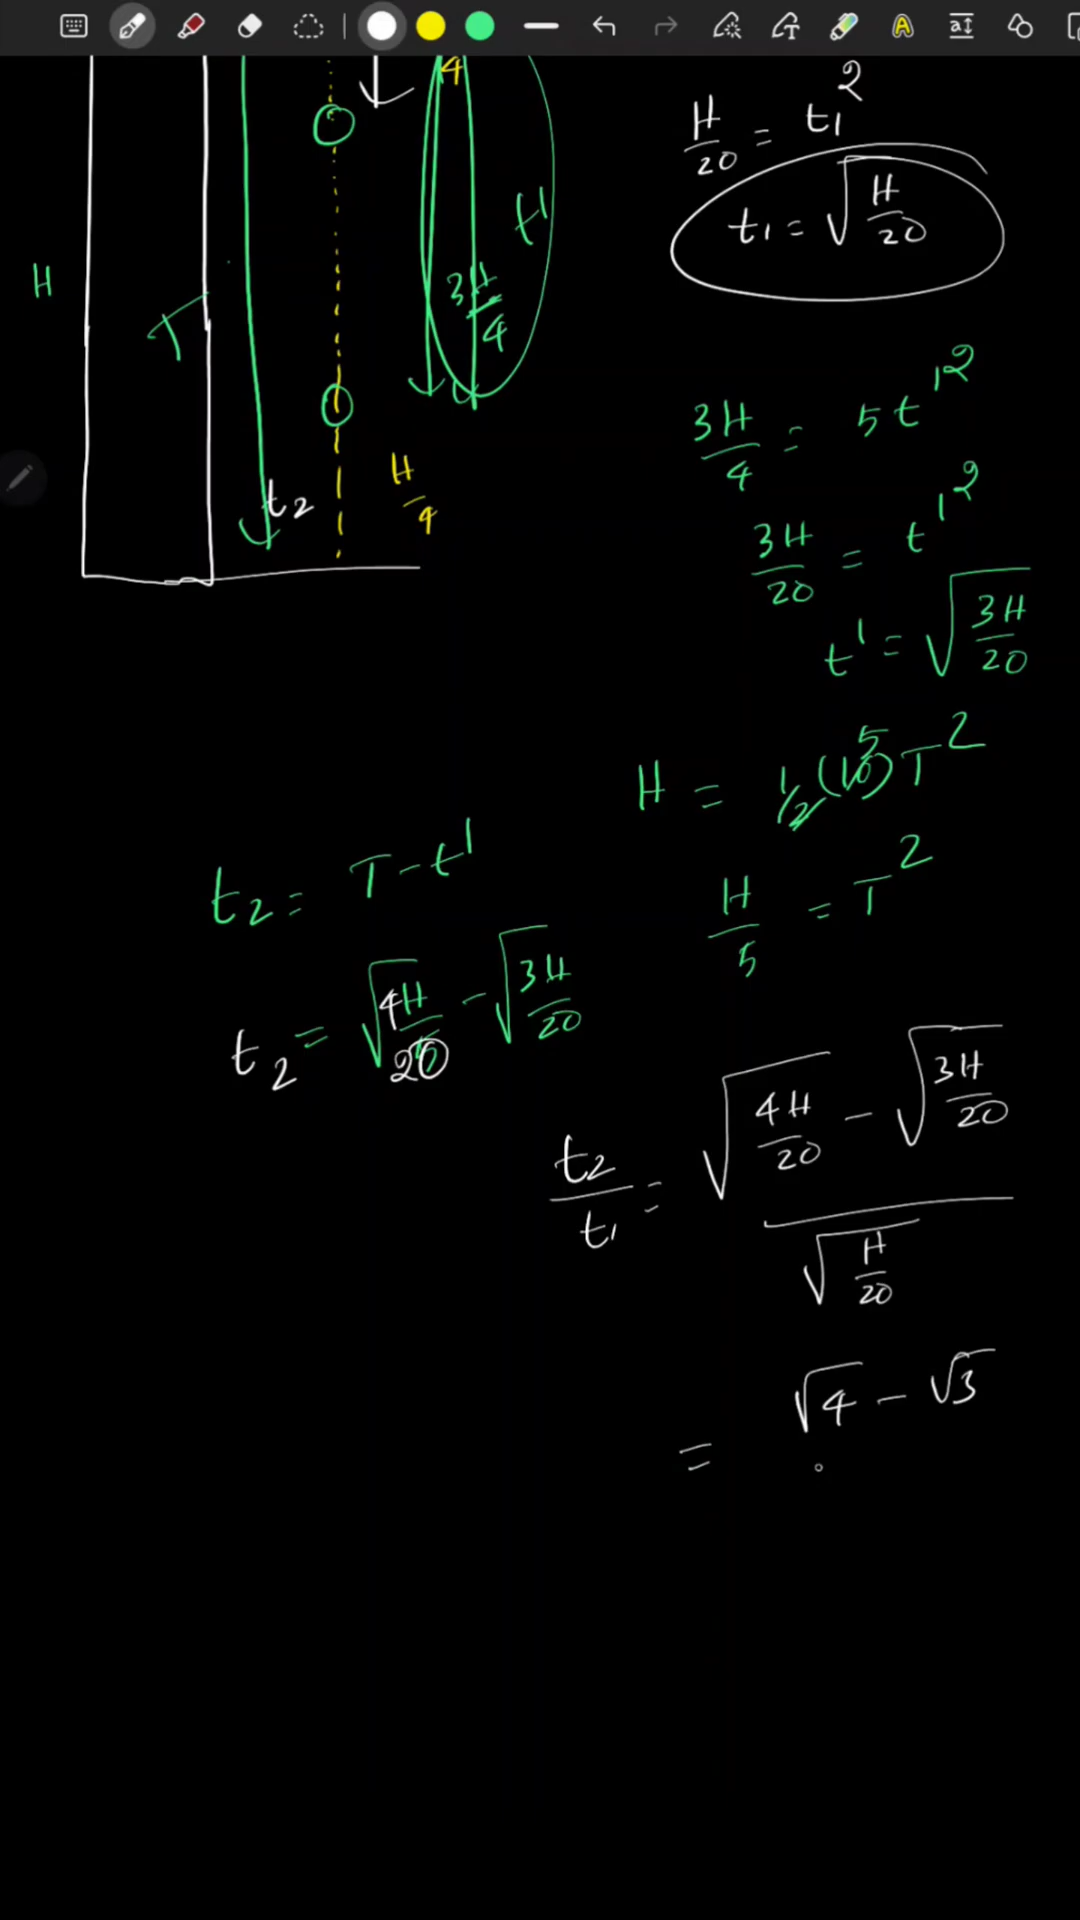 4
H/20 = t₁²
t₁ = √(H/20)
t'
H
T
3H/4
3H/4 = 5t'²
H/4
t₂
3H/20 = t'²
t' = √(3H/20)
H = 1/2 (10) 5 T²
t₂ = T - t'
H/5 = T²
t₂ = √(4H/20) - √(3H/20)
t₂/t₁ = (√(4H/20) - √(3H/20)) / √(H/20)
= √4 - √3